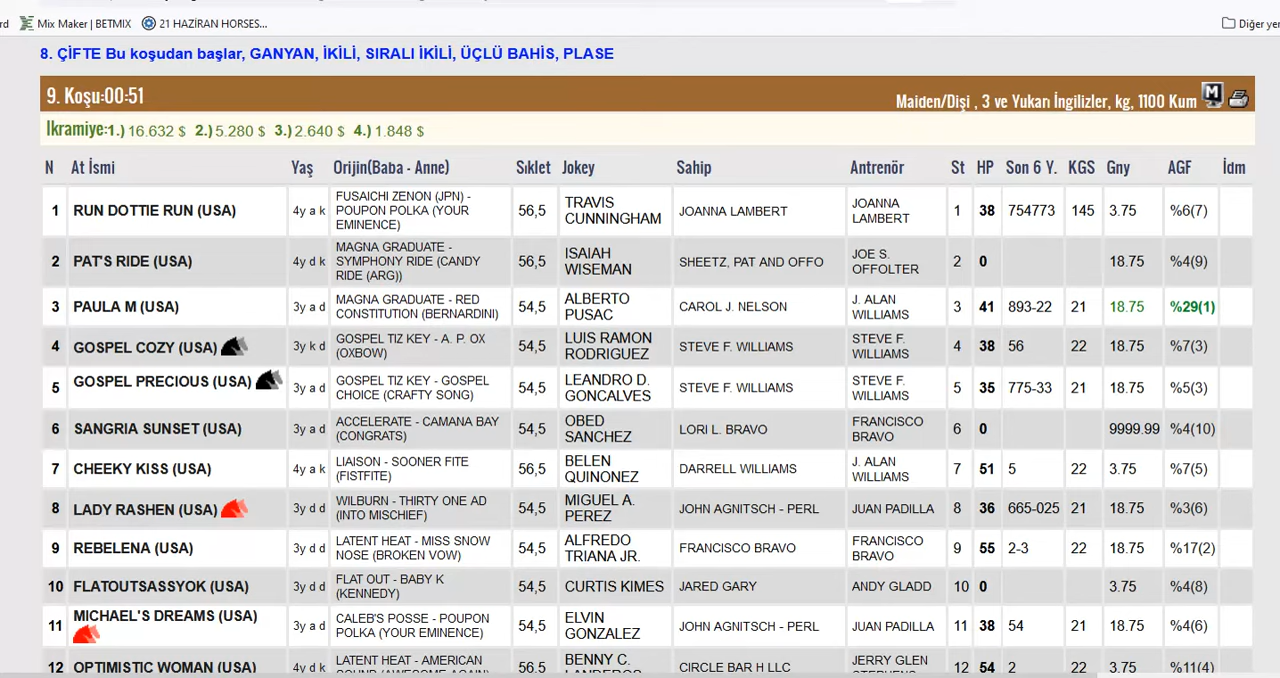 rd Mix Maker | BETMIX 21 HAZİRAN HORSES... Diğer yer
8. ÇİFTE Bu koşudan başlar, GANYAN, İKİLİ, SIRALI İKİLİ, ÜÇLÜ BAHİS, PLASE
9. Koşu:00:51
Maiden/Dişi , 3 ve Yukarı İngilizler, kg, 1100 Kum M
İkramiye:1.) 16.632 $ 2.) 5.280 $ 3.) 2.640 $ 4.) 1.848 $
N At İsmi Yaş Orijin(Baba - Anne) Sıklet Jokey Sahip Antrenör St HP Son 6 Y. KGS Gny AGF İdm
1 RUN DOTTIE RUN (USA) 4y a k FUSAICHI ZENON (JPN) -
POUPON POLKA (YOUR
EMINENCE) 56,5 TRAVIS
CUNNINGHAM JOANNA LAMBERT JOANNA
LAMBERT 1 38 754773 145 3.75 %6(7)
2 PAT'S RIDE (USA) 4y d k MAGNA GRADUATE -
SYMPHONY RIDE (CANDY
RIDE (ARG)) 56,5 ISAIAH
WISEMAN SHEETZ, PAT AND OFFO JOE S.
OFFOLTER 2 0 18.75 %4(9)
3 PAULA M (USA) 3y a d MAGNA GRADUATE - RED
CONSTITUTION (BERNARDINI) 54,5 ALBERTO
PUSAC CAROL J. NELSON J. ALAN
WILLIAMS 3 41 893-22 21 18.75 %29(1)
4 GOSPEL COZY (USA) 3y k d GOSPEL TIZ KEY - A. P. OX
(OXBOW) 54,5 LUIS RAMON
RODRIGUEZ STEVE F. WILLIAMS STEVE F.
WILLIAMS 4 38 56 22 18.75 %7(3)
5 GOSPEL PRECIOUS (USA) 3y a d GOSPEL TIZ KEY - GOSPEL
CHOICE (CRAFTY SONG) 54,5 LEANDRO D.
GONCALVES STEVE F. WILLIAMS STEVE F.
WILLIAMS 5 35 775-33 21 18.75 %5(3)
6 SANGRIA SUNSET (USA) 3y a d ACCELERATE - CAMANA BAY
(CONGRATS) 54,5 OBED
SANCHEZ LORI L. BRAVO FRANCISCO
BRAVO 6 0 9999.99 %4(10)
7 CHEEKY KISS (USA) 4y a k LIAISON - SOONER FITE
(FISTFITE) 56,5 BELEN
QUINONEZ DARRELL WILLIAMS J. ALAN
WILLIAMS 7 51 5 22 3.75 %7(5)
8 LADY RASHEN (USA) 3y d d WILBURN - THIRTY ONE AD
(INTO MISCHIEF) 54,5 MIGUEL A.
PEREZ JOHN AGNITSCH - PERL JUAN PADILLA 8 36 665-025 21 18.75 %3(6)
9 REBELENA (USA) 3y d d LATENT HEAT - MISS SNOW
NOSE (BROKEN VOW) 54,5 ALFREDO
TRIANA JR. FRANCISCO BRAVO FRANCISCO
BRAVO 9 55 2-3 22 18.75 %17(2)
10 FLATOUTSASSYOK (USA) 3y d d FLAT OUT - BABY K
(KENNEDY) 54,5 CURTIS KIMES JARED GARY ANDY GLADD 10 0 3.75 %4(8)
11 MICHAEL'S DREAMS (USA) 3y a d CALEB'S POSSE - POUPON
POLKA (YOUR EMINENCE) 54,5 ELVIN
GONZALEZ JOHN AGNITSCH - PERL JUAN PADILLA 11 38 54 21 18.75 %4(6)
12 OPTIMISTIC WOMAN (USA) 4y d k LATENT HEAT - AMERICAN 56,5 BENNY C. CIRCLE BAR H LLC JERRY GLEN 12 54 2 22 3.75 %11(4)